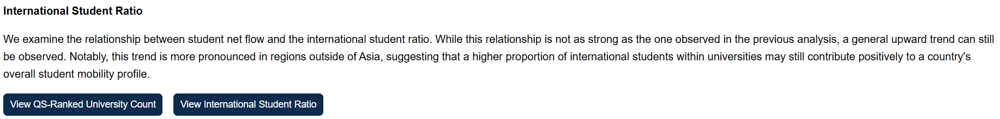 International Student Ratio
We examine the relationship between student net flow and the international student ratio. While this relationship is not as strong as the one observed in the previous analysis, a general upward trend can still
be observed. Notably, this trend is more pronounced in regions outside of Asia, suggesting that a higher proportion of international students within universities may still contribute positively to a country's
overall student mobility profile.
View QS-Ranked University Count
View International Student Ratio